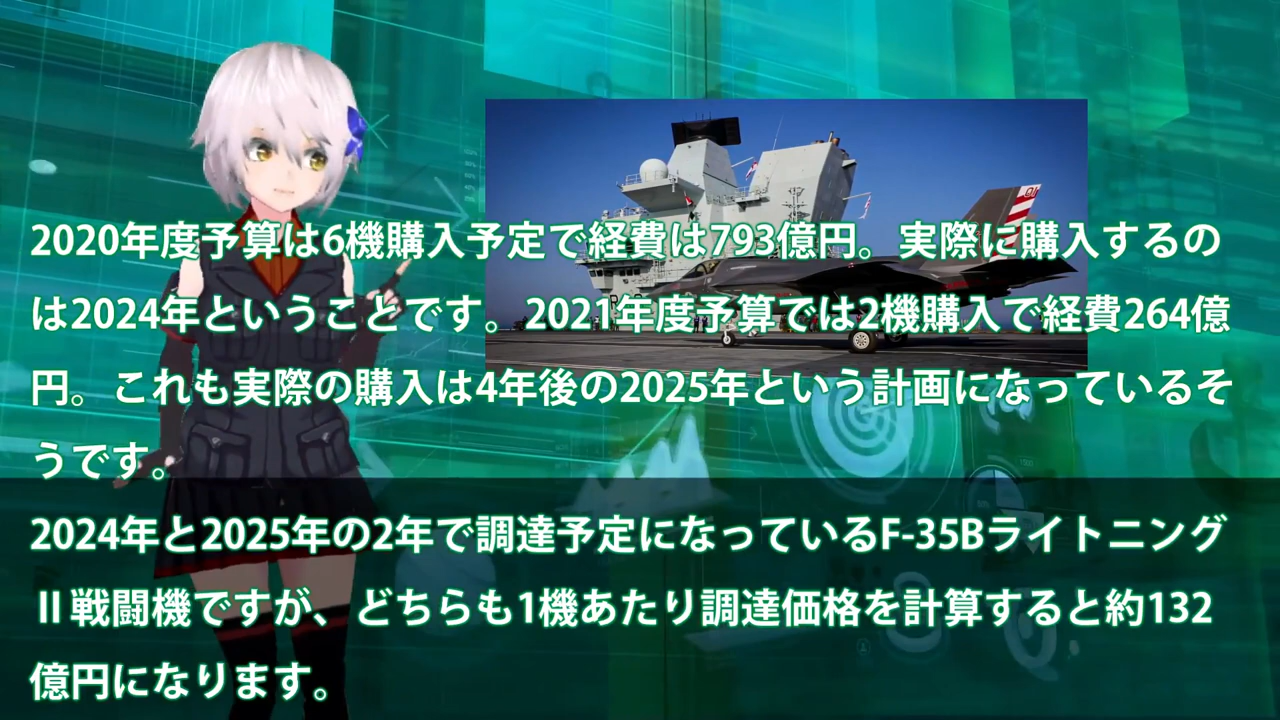 2020年度予算は6機購入予定で経費は793億円。実際に購入するの
は2024年ということです。2021年度予算では2機購入で経費264億
円。これも実際の購入は4年後の2025年という計画になっているそ
うです。
2024年と2025年の2年で調達予定になっているF-35Bライトニング
Ⅱ戦闘機ですが、どちらも1機あたり調達価格を計算すると約132
億円になります。